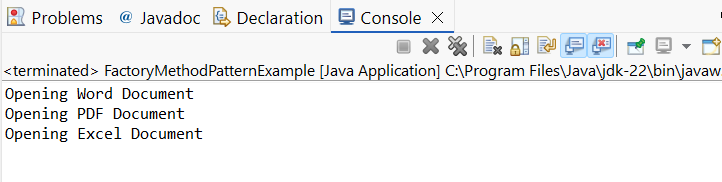 Problems @ Javadoc Declaration Console
<terminated> FactoryMethodPatternExample [Java Application] C:\Program Files\Java\jdk-22\bin\javaw
Opening Word Document
Opening PDF Document
Opening Excel Document